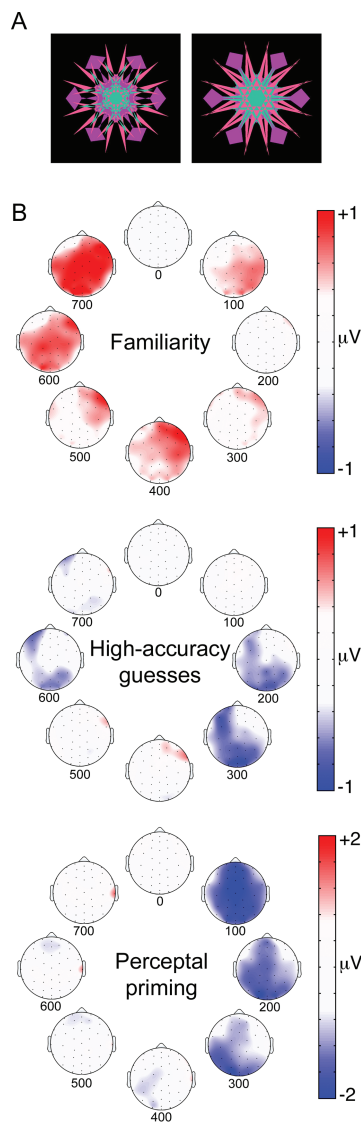 A
B
+1
0
700
100
μV
Familiarity
600
200
500
300
400
-1
+1
0
700
100
μV
High-accuracy
guesses
600
200
500
300
-1
+2
0
700
100
μV
Perceptal
priming
600
200
500
300
400
-2